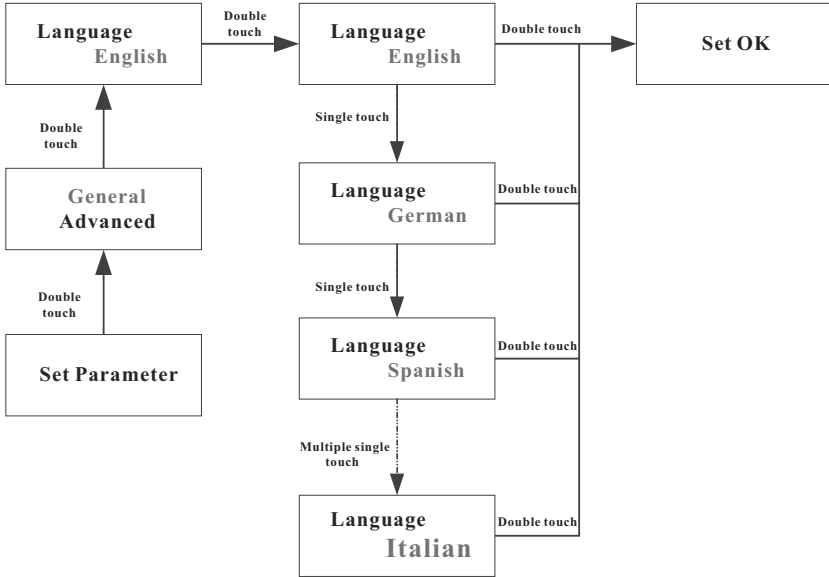 Language
English
Double
touch
Language
English
Double touch
Set OK
Double
touch
Single touch
General
Advanced
Language
German
Double touch
Double
touch
Single touch
Set Parameter
Language
Spanish
Double touch
Multiple single
touch
Language
Italian
Double touch